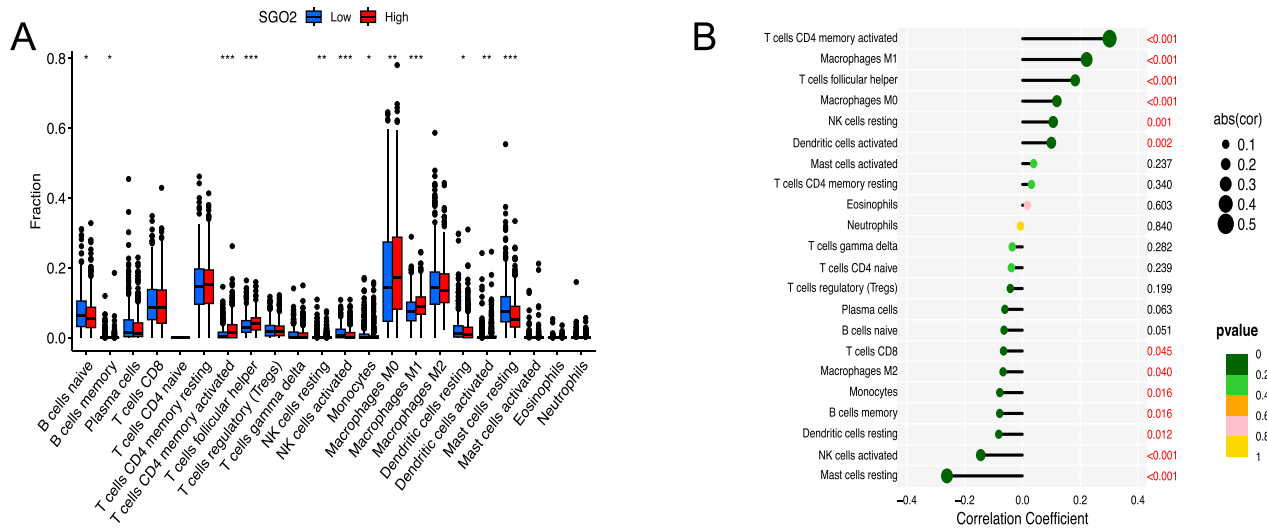 A
SGO2 Low High
* * *** *** ** *** * ** *** * ** ***
Fraction
0.8
0.6
0.4
0.2
0.0
B cells naive
B cells memory
Plasma cells
T cells CD8
T cells CD4 naive
T cells CD4 memory resting
T cells CD4 memory activated
T cells follicular helper
T cells regulatory (Tregs)
T cells gamma delta
NK cells resting
NK cells activated
Monocytes
Macrophages M0
Macrophages M1
Macrophages M2
Dendritic cells resting
Dendritic cells activated
Mast cells resting
Mast cells activated
Eosinophils
Neutrophils
B
T cells CD4 memory activated <0.001
Macrophages M1 <0.001
T cells follicular helper <0.001
Macrophages M0 <0.001
NK cells resting 0.001
Dendritic cells activated 0.002
Mast cells activated 0.237
T cells CD4 memory resting 0.340
Eosinophils 0.603
Neutrophils 0.840
T cells gamma delta 0.282
T cells CD4 naive 0.239
T cells regulatory (Tregs) 0.199
Plasma cells 0.063
B cells naive 0.051
T cells CD8 0.045
Macrophages M2 0.040
Monocytes 0.016
B cells memory 0.016
Dendritic cells resting 0.012
NK cells activated <0.001
Mast cells resting <0.001
−0.4 −0.2 0.0 0.2 0.4
Correlation Coefficient
abs(cor)
0.1
0.2
0.3
0.4
0.5
pvalue
0
0.2
0.4
0.6
0.8
1